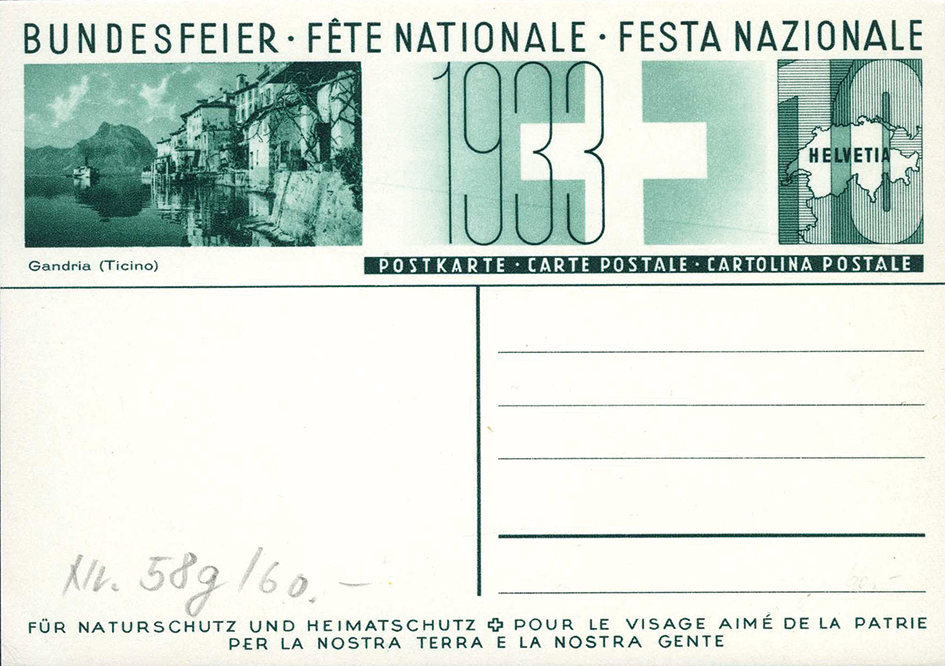 BUNDESFEIER · FÊTE NATIONALE · FESTA NAZIONALE
1933
10
HELVETIA
Gandria (Ticino)
POSTKARTE · CARTE POSTALE · CARTOLINA POSTALE
Nr. 58g/60.–
FÜR NATURSCHUTZ UND HEIMATSCHUTZ ✚ POUR LE VISAGE AIMÉ DE LA PATRIE
PER LA NOSTRA TERRA E LA NOSTRA GENTE